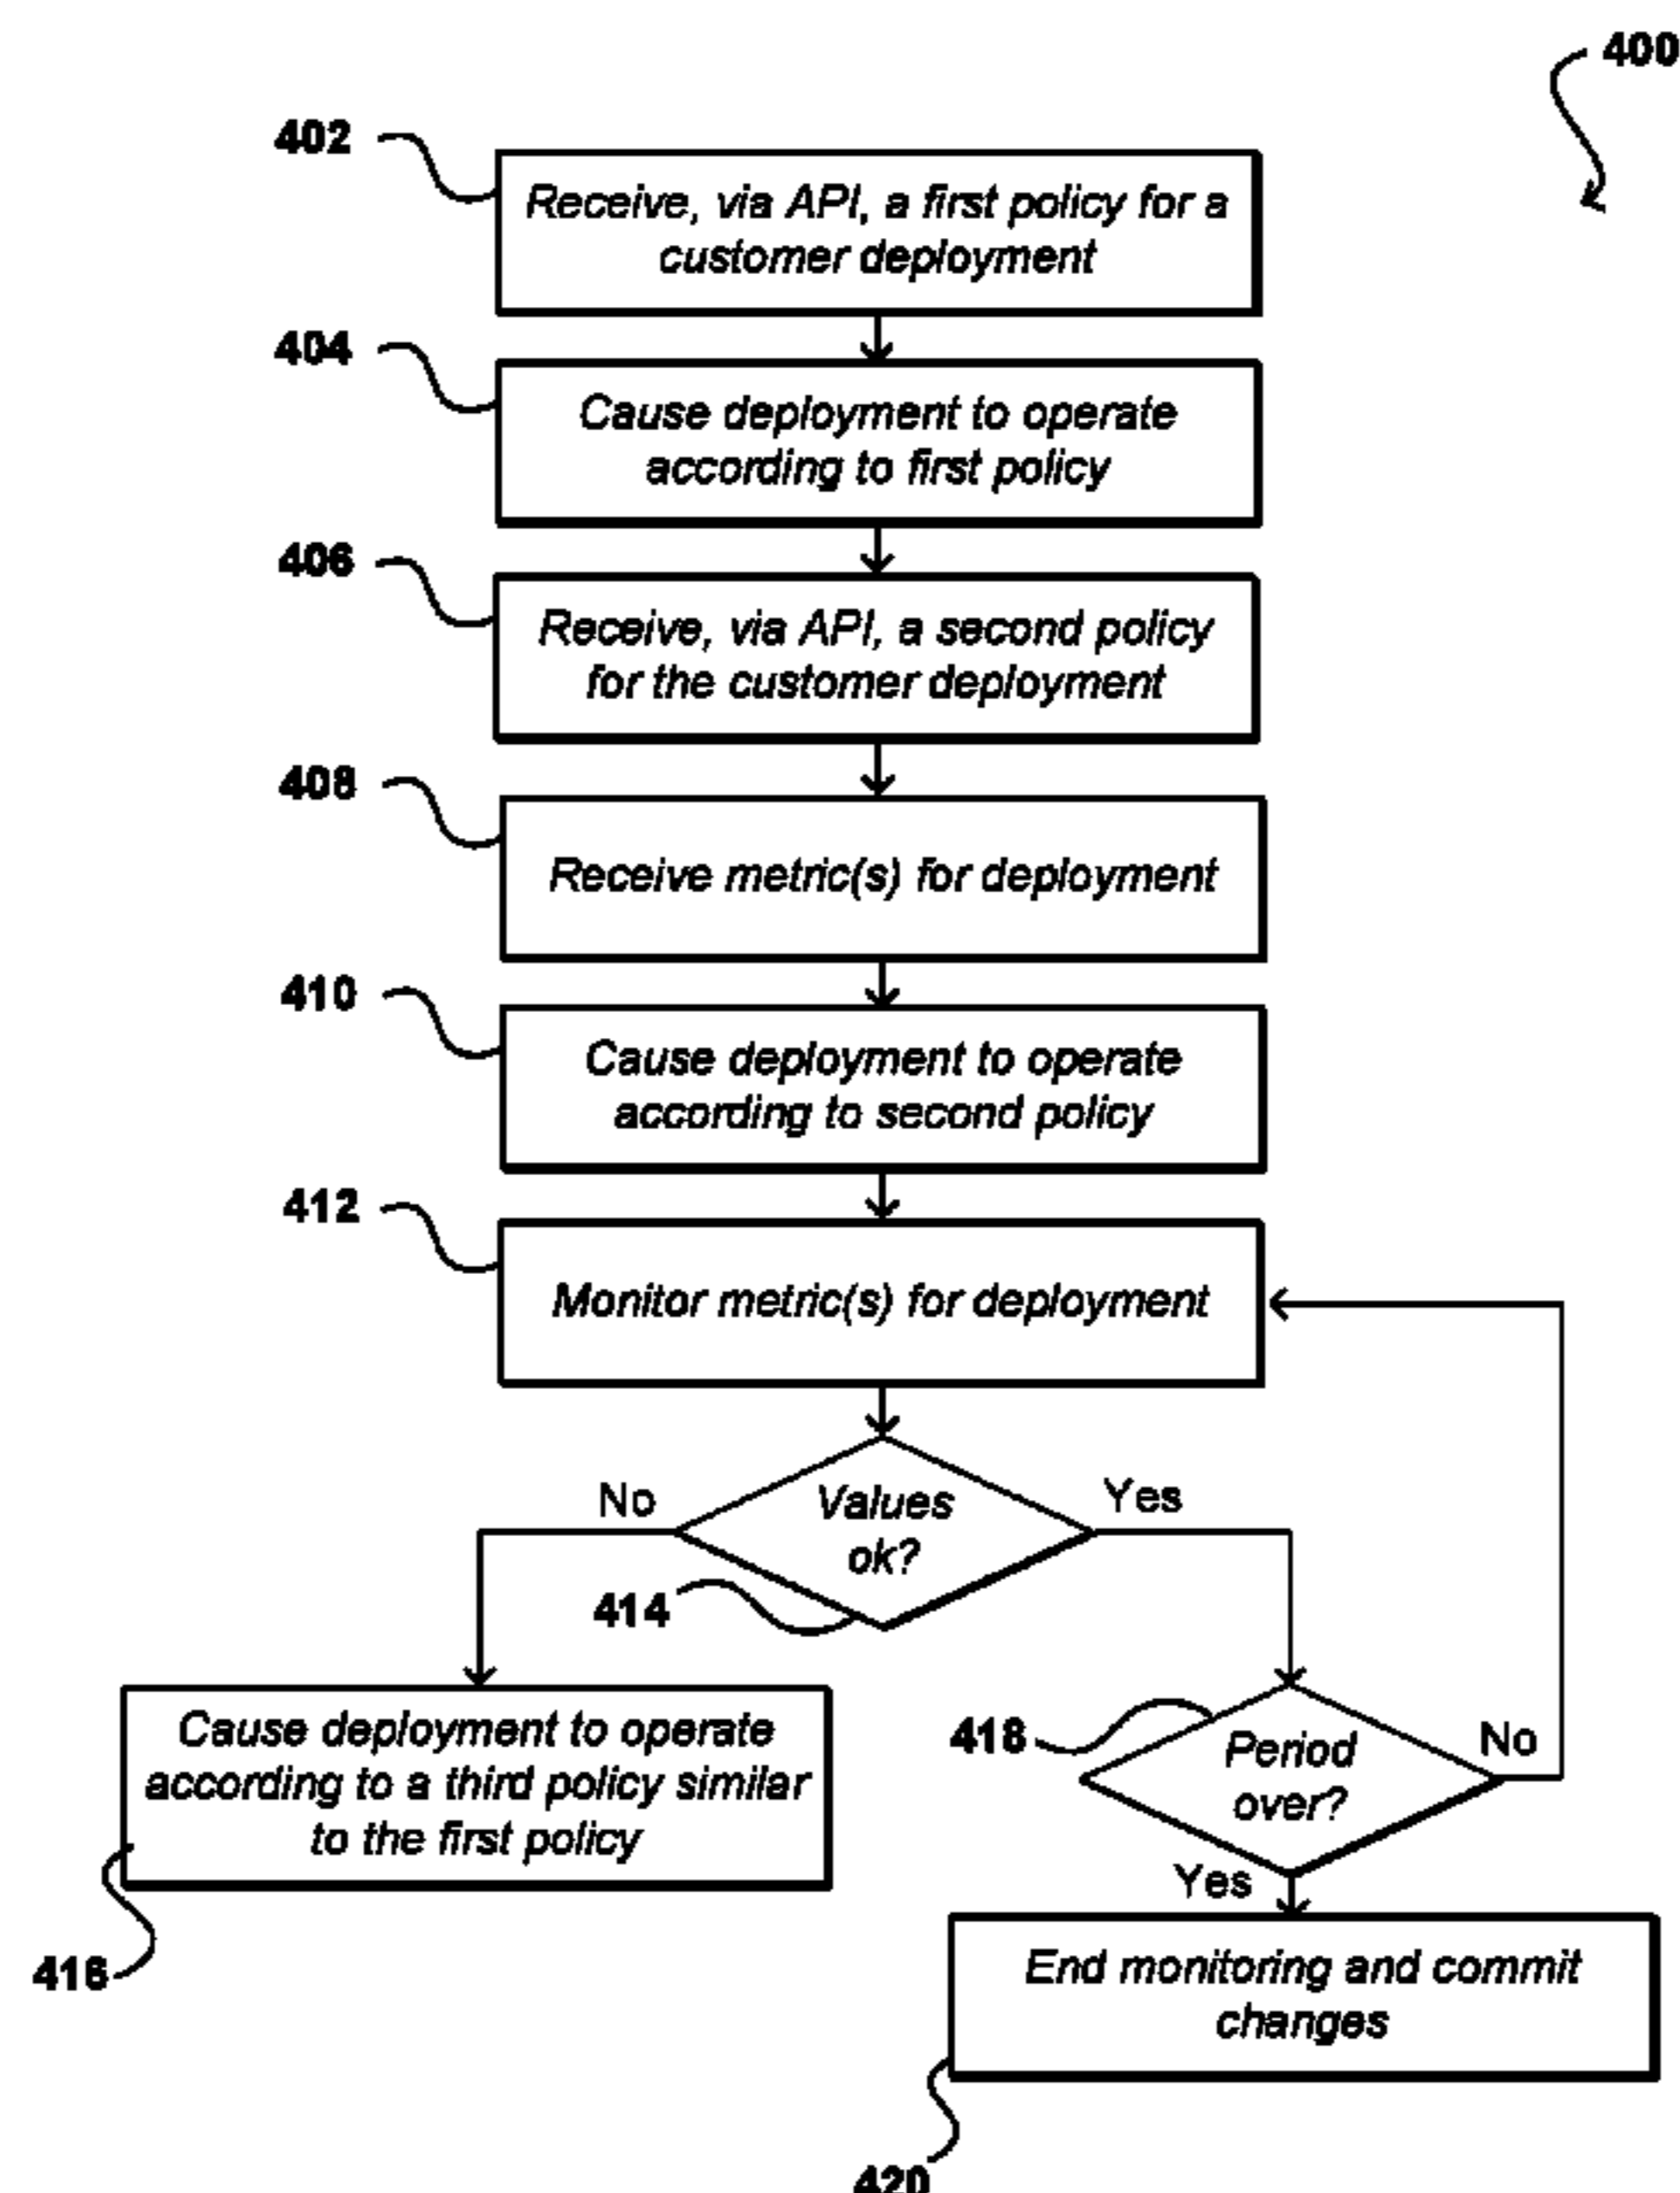 400
402
Receive, via API, a first policy for a
customer deployment
404
Cause deployment to operate
according to first policy
406
Receive, via API, a second policy
for the customer deployment
408
Receive metric(s) for deployment
410
Cause deployment to operate
according to second policy
412
Monitor metric(s) for deployment
No
Values
ok?
Yes
414
Cause deployment to operate
according to a third policy similar
to the first policy
416
418
Period
over?
No
Yes
End monitoring and commit
changes
420